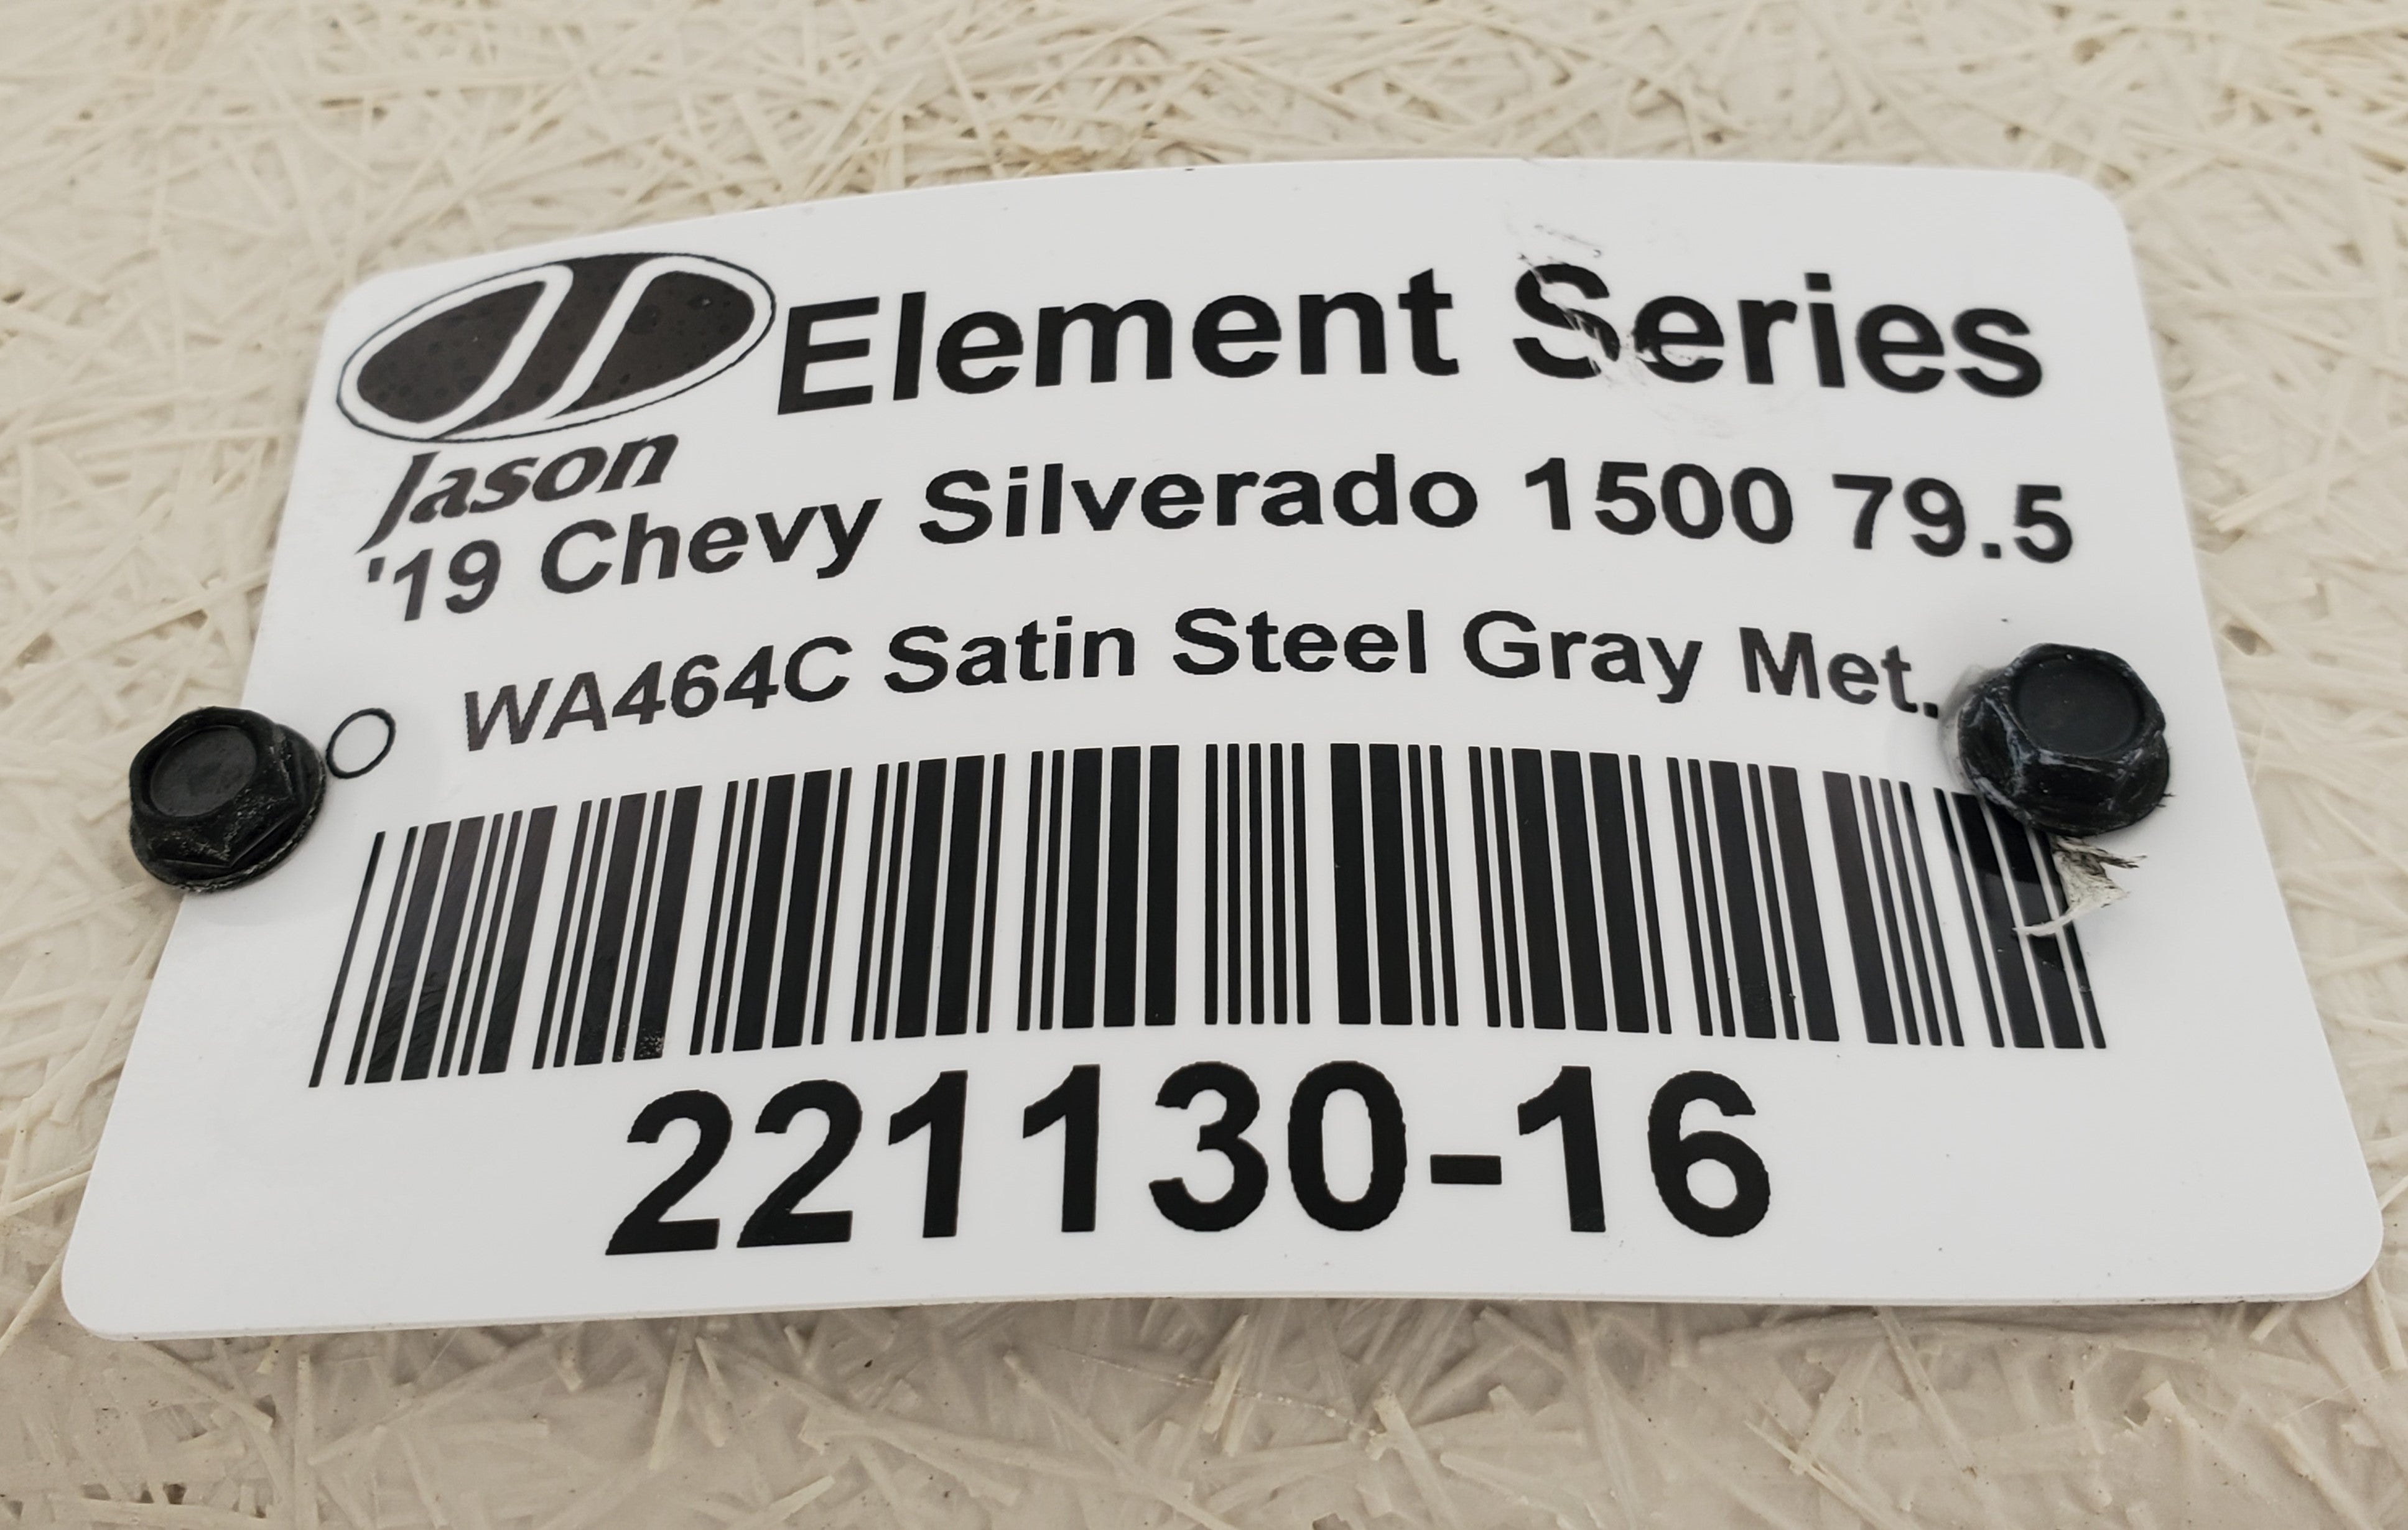 Element Series
Jason
'19 Chevy Silverado 1500 79.5
WA464C Satin Steel Gray Met.
221130-16